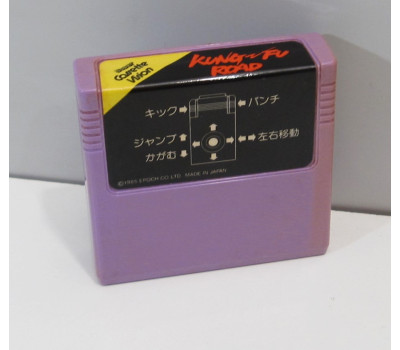 SUPER
CASSETTE
VISION
KUNG-FU
ROAD
キック
パンチ
ジャンプ
かがむ
左右移動
©1985 EPOCH CO LTD. MADE IN JAPAN